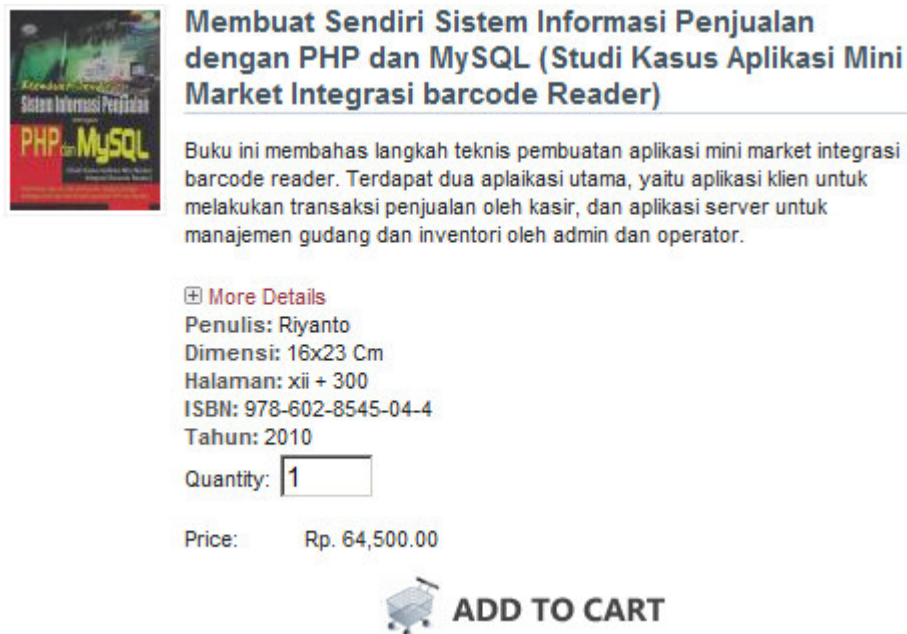 Membuat Sendiri Sistem Informasi Penjualan
dengan PHP dan MySQL (Studi Kasus Aplikasi Mini
Market Integrasi barcode Reader)
Sistem Informasi Penjualan
PHP dan MySQL
Buku ini membahas langkah teknis pembuatan aplikasi mini market integrasi
barcode reader. Terdapat dua aplaikasi utama, yaitu aplikasi klien untuk
melakukan transaksi penjualan oleh kasir, dan aplikasi server untuk
manajemen gudang dan inventori oleh admin dan operator.
More Details
Penulis: Riyanto
Dimensi: 16x23 Cm
Halaman: xii + 300
ISBN: 978-602-8545-04-4
Tahun: 2010
Quantity: 1
Price: Rp. 64,500.00
ADD TO CART